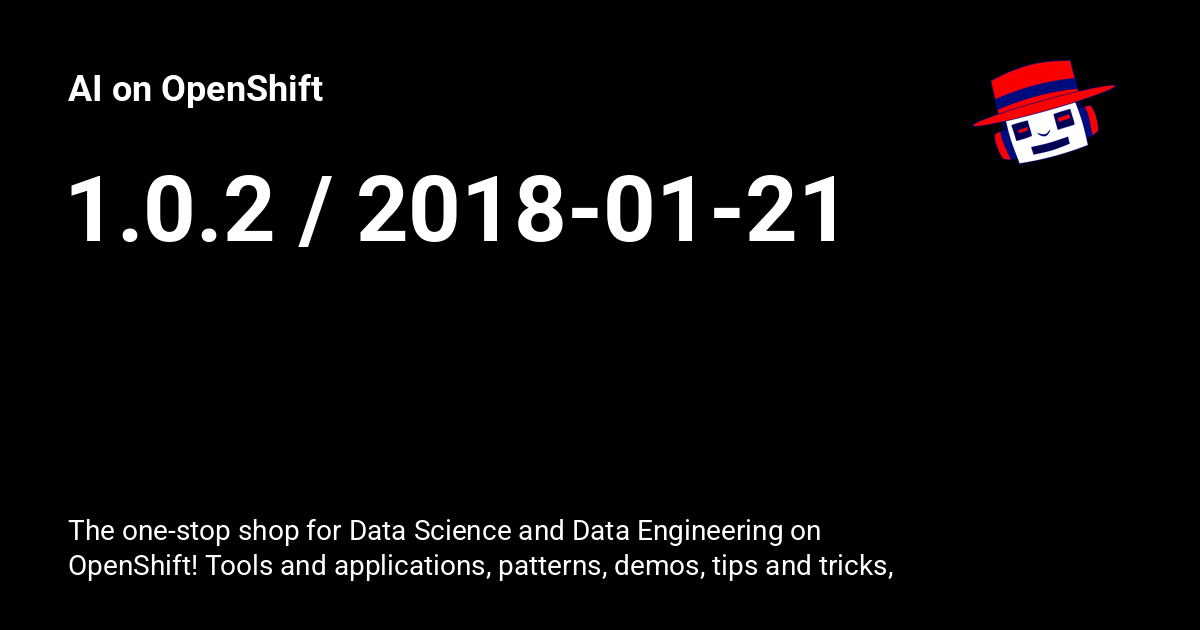 AI on OpenShift
1.0.2 / 2018-01-21
The one-stop shop for Data Science and Data Engineering on
OpenShift! Tools and applications, patterns, demos, tips and tricks,